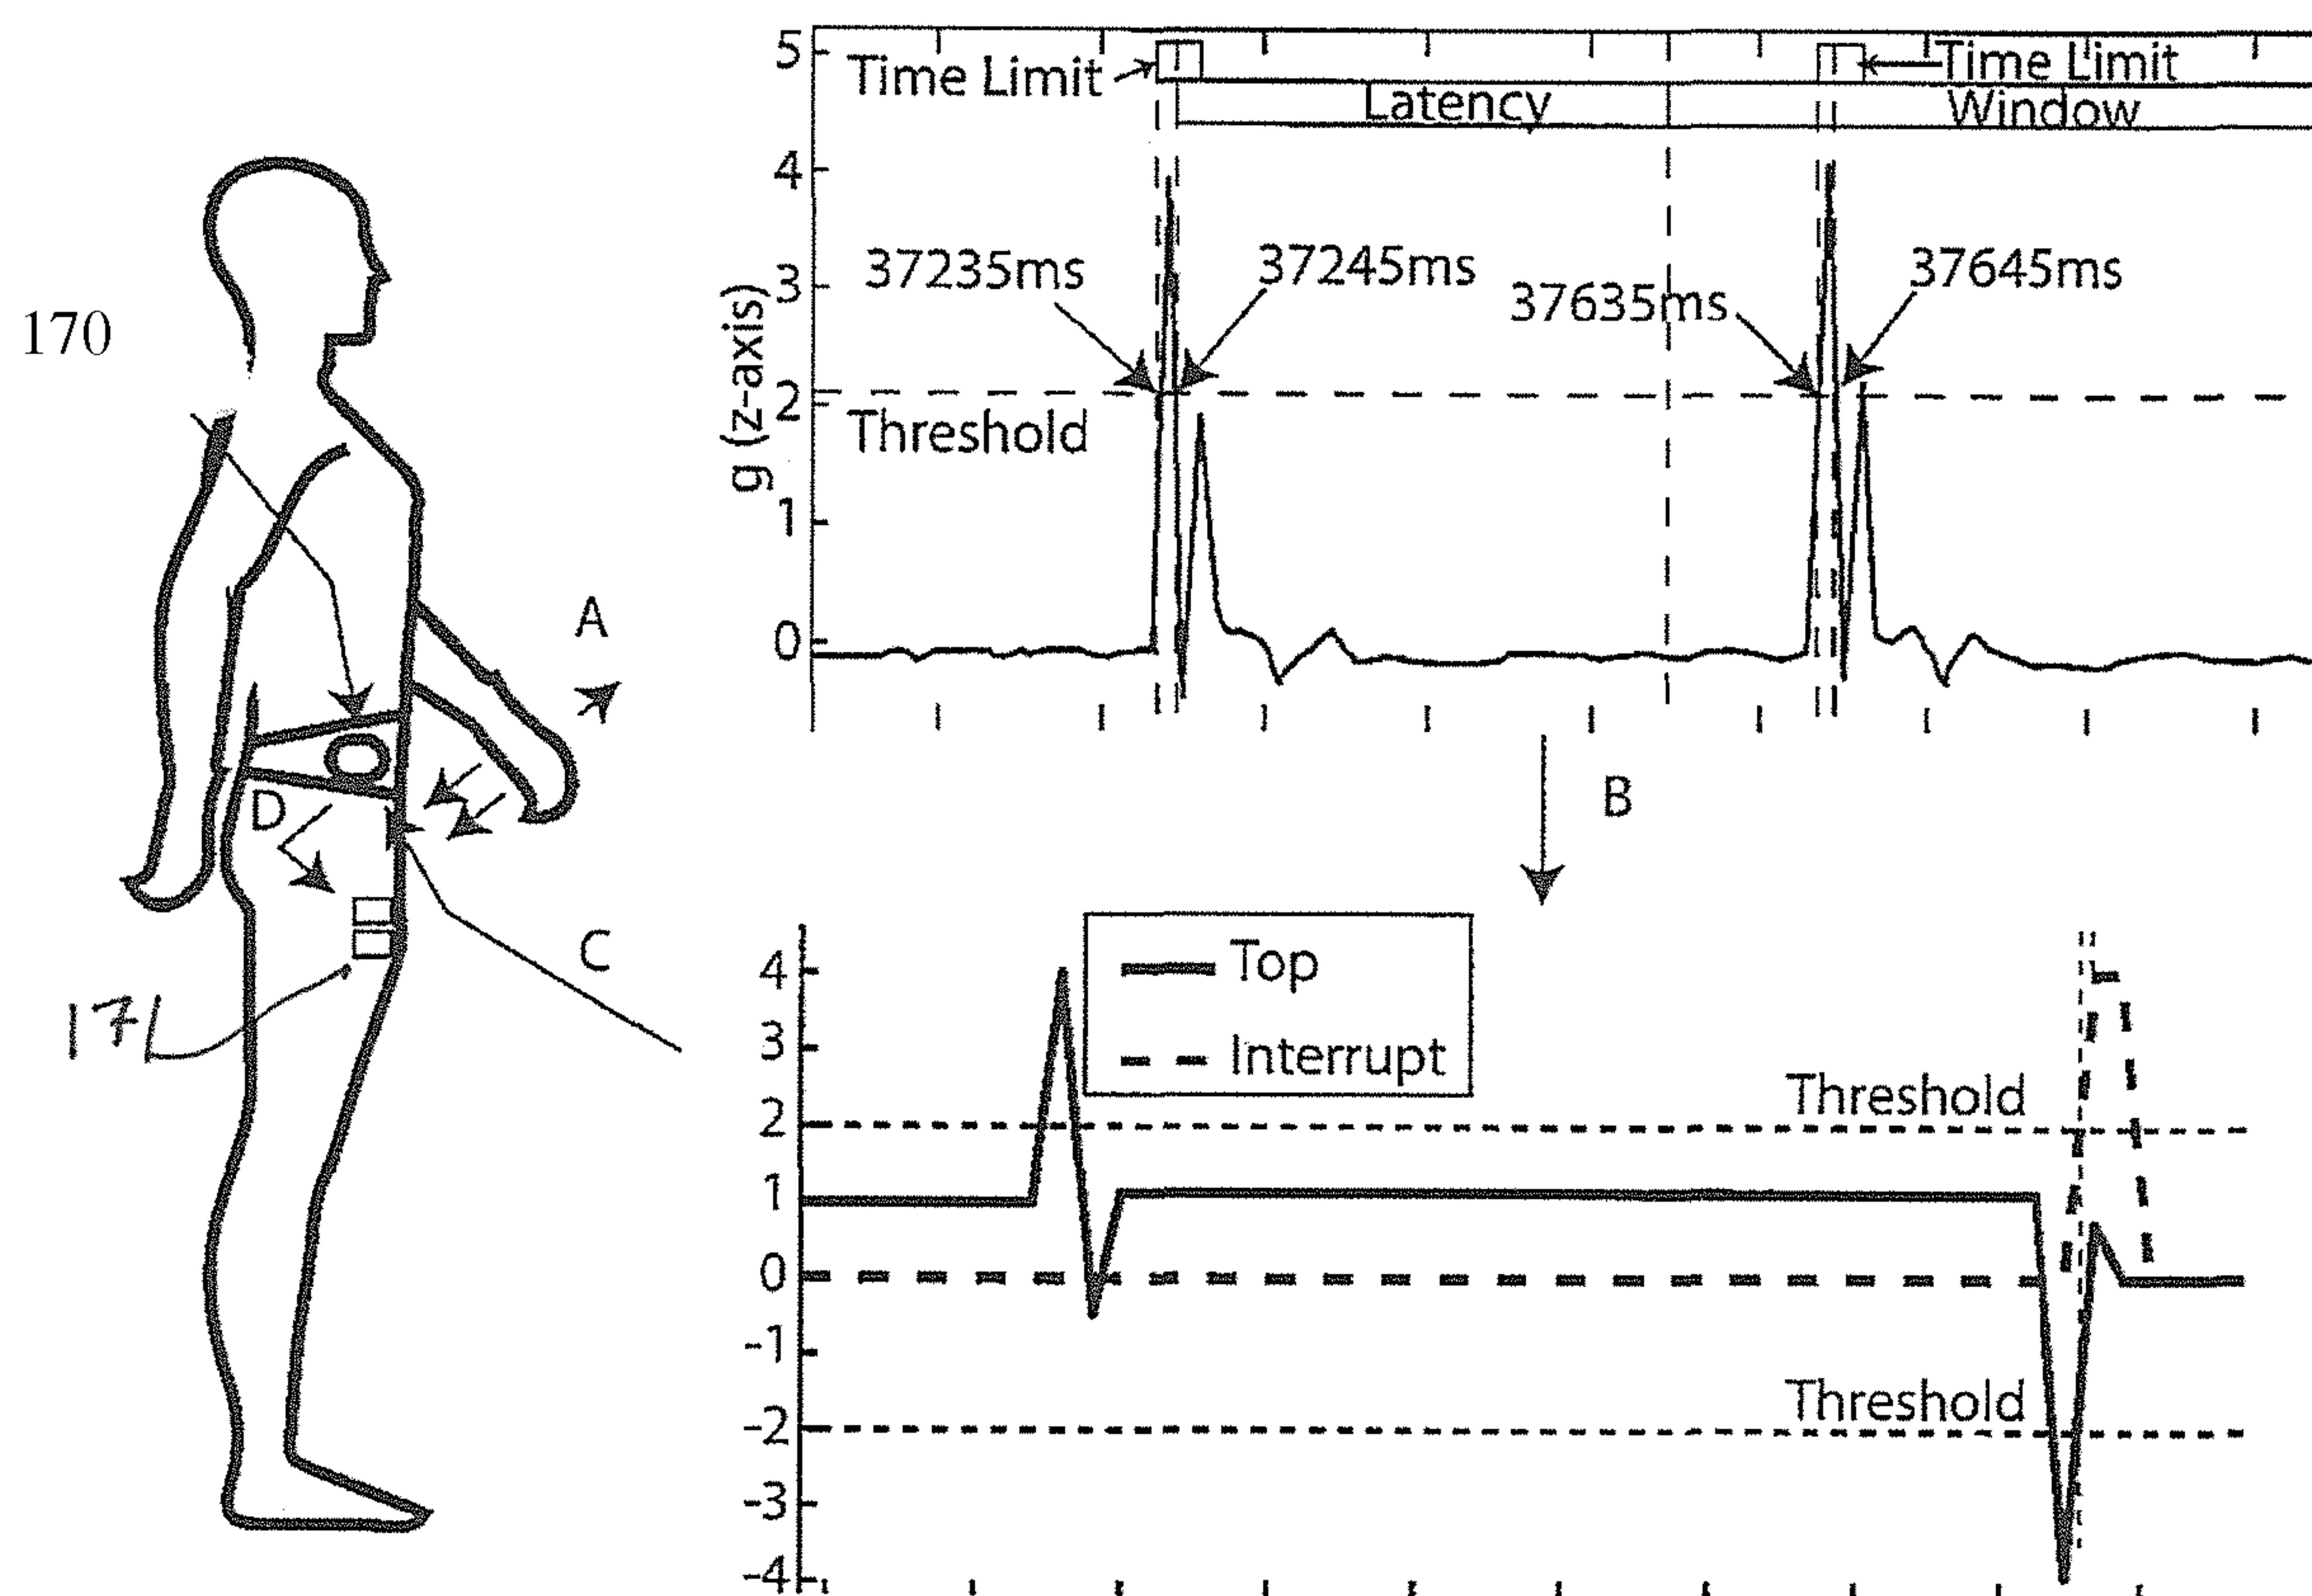 170
A
D
C
171
5
Time Limit
Time Limit
Latency
Window
4
37235ms
37245ms
37635ms
37645ms
3
g (z-axis)
2
Threshold
1
0
B
Top
Interrupt
4
3
Threshold
2
1
0
-1
Threshold
-2
-3
-4